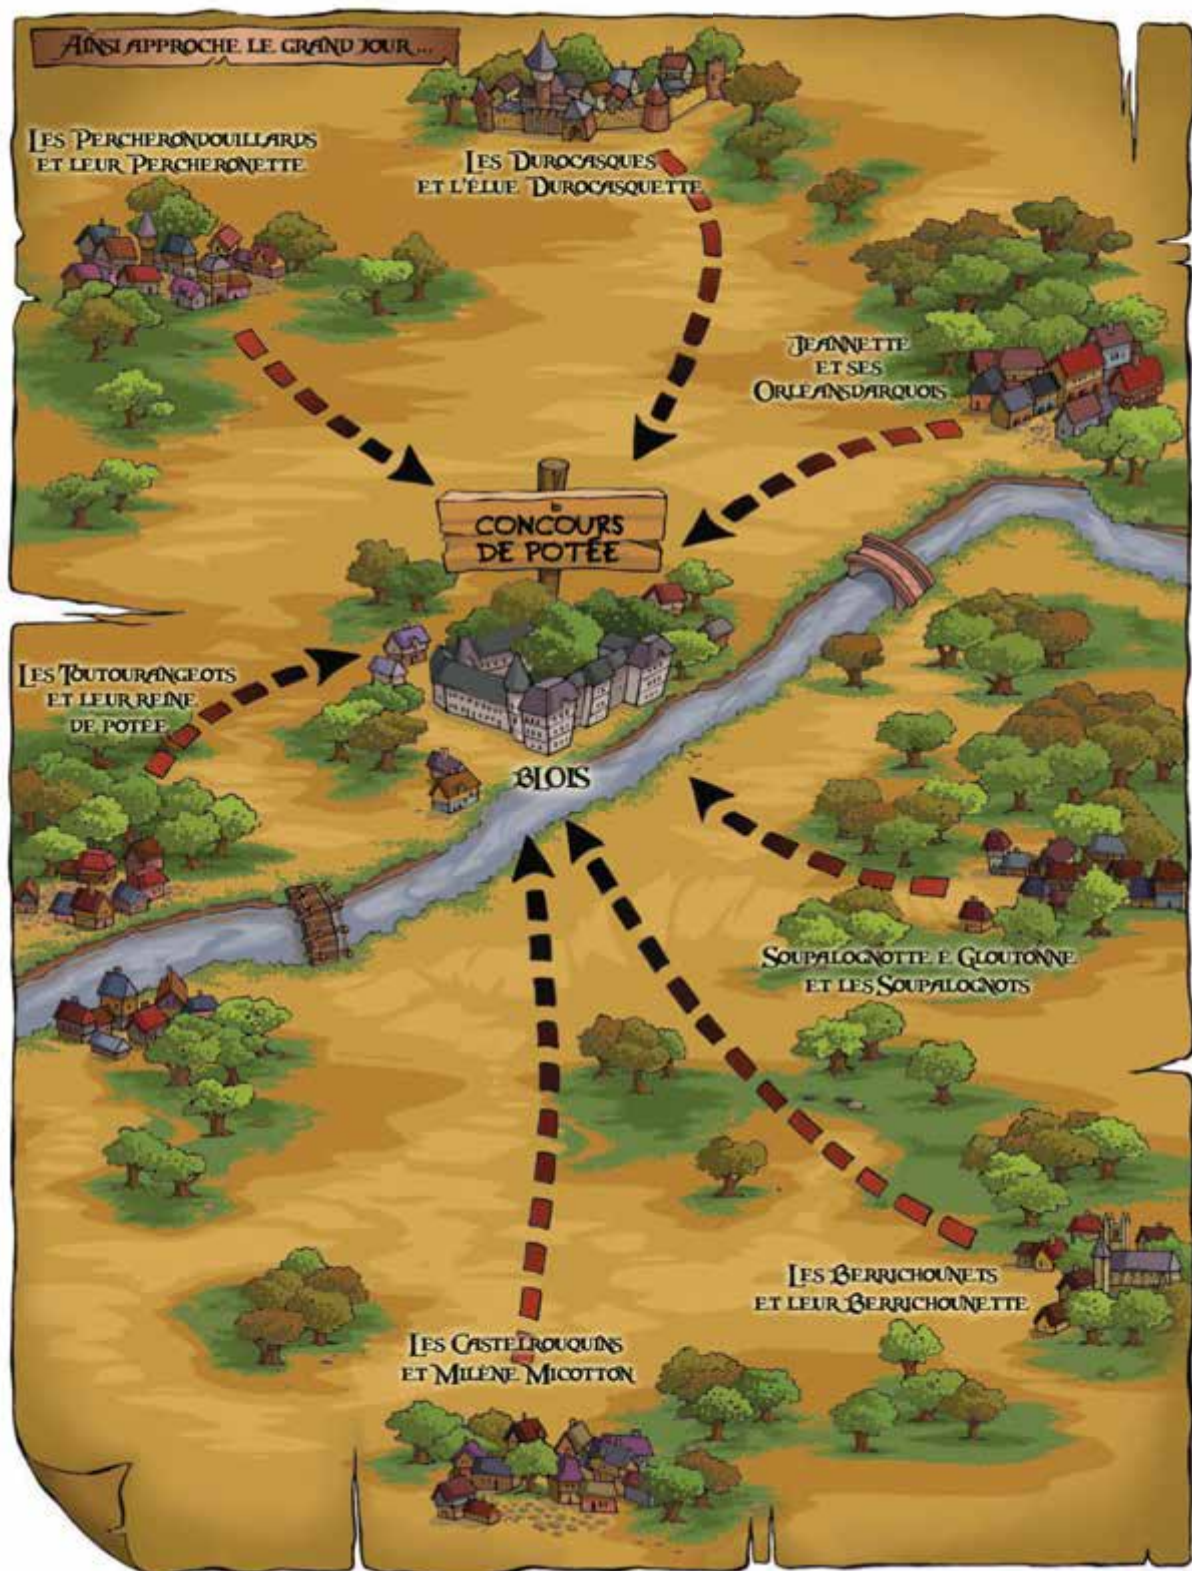 Ainsi approche le grand jour...
Les Percherondouillards
et leur Percheronette
Les Durocasques
et l'élue Durocasquette
Jeannette
et ses
Orleansdarquois
CONCOURS
DE POTÉE
Les Toutourangeots
et leur reine
de potée
BLOIS
Soupalognotte é Gloutonne
et les Soupalognots
Les Berrichounets
et leur Berrichounette
Les Castelrouquins
et Milène Micotton